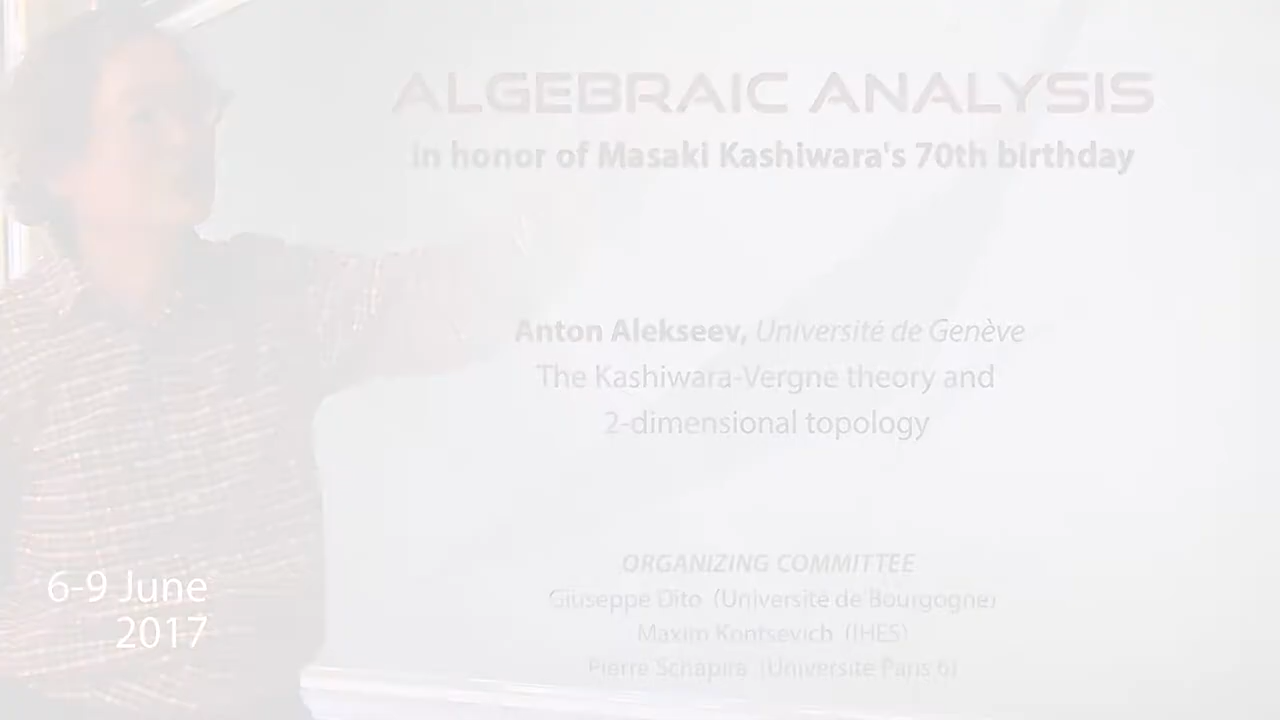 ALGEBRAIC ANALYSIS
in honor of Masaki Kashiwara's 70th birthday
Anton Alekseev, Université de Genève
The Kashiwara-Vergne theory and
2-dimensional topology
ORGANIZING COMMITTEE
Giuseppe Dito (Université de Bourgogne)
Maxim Kontsevich (IHES)
Pierre Schapira (Université Paris 6)
6-9 June
2017